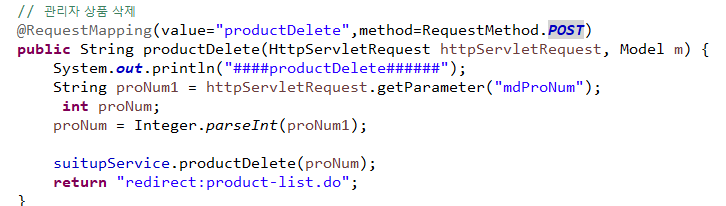 // 관리자 상품 삭제
@RequestMapping(value="productDelete",method=RequestMethod.POST)
public String productDelete(HttpServletRequest httpServletRequest, Model m) {
System.out.println("####productDelete######");
String proNum1 = httpServletRequest.getParameter("mdProNum");
int proNum;
proNum = Integer.parseInt(proNum1);
suitupService.productDelete(proNum);
return "redirect:product-list.do";
}